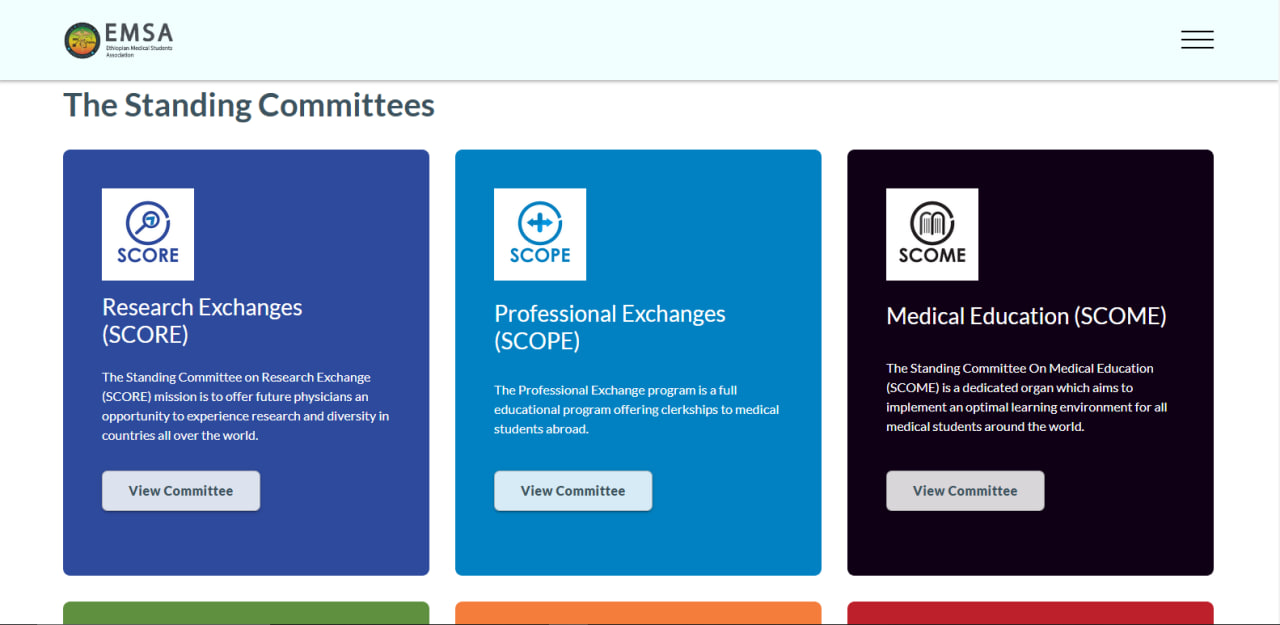 EMSA
Ethiopian Medical Students
Association
The Standing Committees
SCORE
Research Exchanges
(SCORE)
The Standing Committee on Research Exchange
(SCORE) mission is to offer future physicians an
opportunity to experience research and diversity in
countries all over the world.
View Committee
SCOPE
Professional Exchanges
(SCOPE)
The Professional Exchange program is a full
educational program offering clerkships to medical
students abroad.
View Committee
SCOME
Medical Education (SCOME)
The Standing Committee On Medical Education
(SCOME) is a dedicated organ which aims to
implement an optimal learning environment for all
medical students around the world.
View Committee